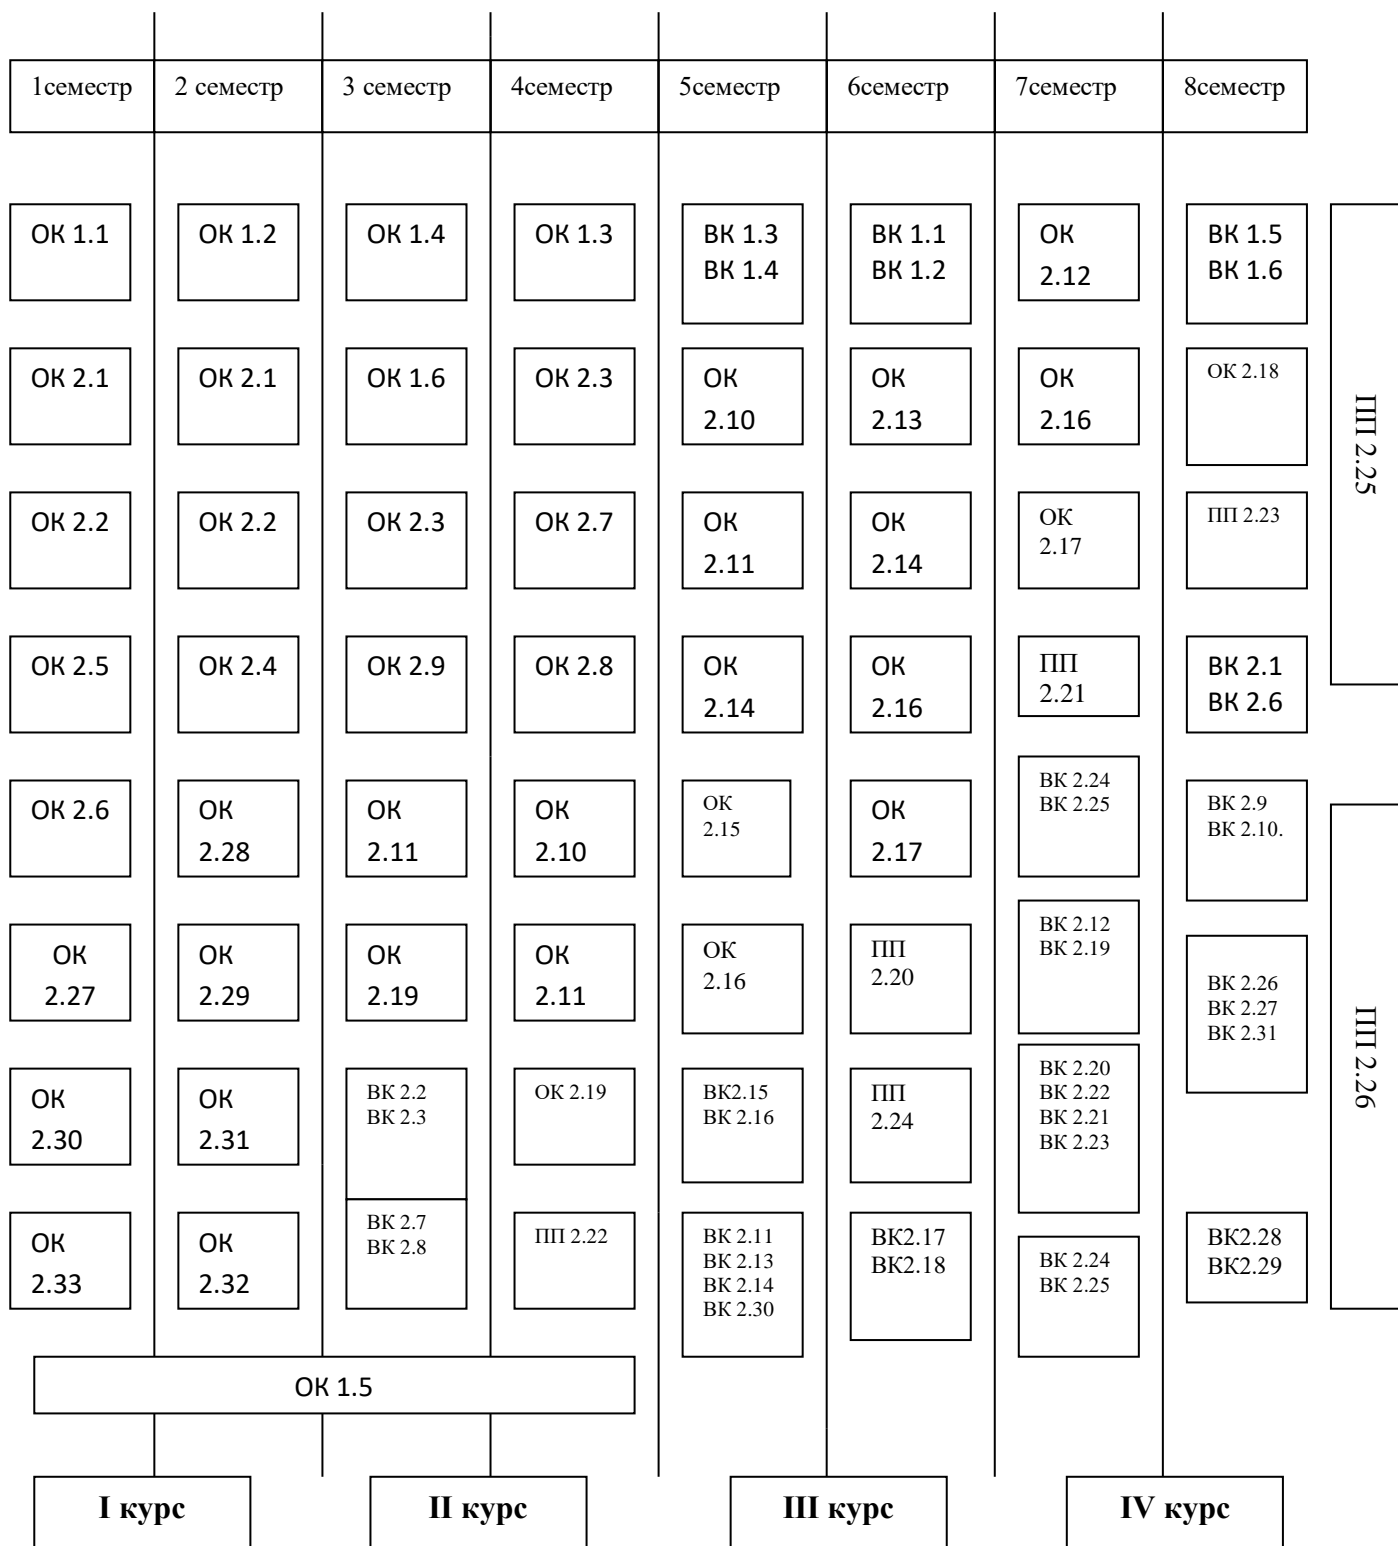 1семестр
2 семестр
3 семестр
4семестр
5семестр
6семестр
7семестр
8семестр
ОК 1.1
ОК 1.2
ОК 1.4
ОК 1.3
ВК 1.3
ВК 1.4
ВК 1.1
ВК 1.2
ОК
2.12
ВК 1.5
ВК 1.6
ПП 2.25
ОК 2.1
ОК 2.1
ОК 1.6
ОК 2.3
ОК
2.10
ОК
2.13
ОК
2.16
ОК 2.18
ОК 2.2
ОК 2.2
ОК 2.3
ОК 2.7
ОК
2.11
ОК
2.14
ОК
2.17
ПП 2.23
ОК 2.5
ОК 2.4
ОК 2.9
ОК 2.8
ОК
2.14
ОК
2.16
ПП
2.21
ВК 2.1
ВК 2.6
ОК 2.6
ОК
2.28
ОК
2.11
ОК
2.10
ОК
2.15
ОК
2.17
ВК 2.24
ВК 2.25
ВК 2.9
ВК 2.10.
ПП 2.26
ОК
2.27
ОК
2.29
ОК
2.19
ОК
2.11
ОК
2.16
ПП
2.20
ВК 2.12
ВК 2.19
ВК 2.26
ВК 2.27
ВК 2.31
ОК
2.30
ОК
2.31
ВК 2.2
ВК 2.3
ОК 2.19
ВК2.15
ВК 2.16
ПП
2.24
ВК 2.20
ВК 2.22
ВК 2.21
ВК 2.23
ОК
2.33
ОК
2.32
ВК 2.7
ВК 2.8
ПП 2.22
ВК 2.11
ВК 2.13
ВК 2.14
ВК 2.30
ВК2.17
ВК2.18
ВК 2.24
ВК 2.25
ВК2.28
ВК2.29
ОК 1.5
I курс
II курс
III курс
IV курс